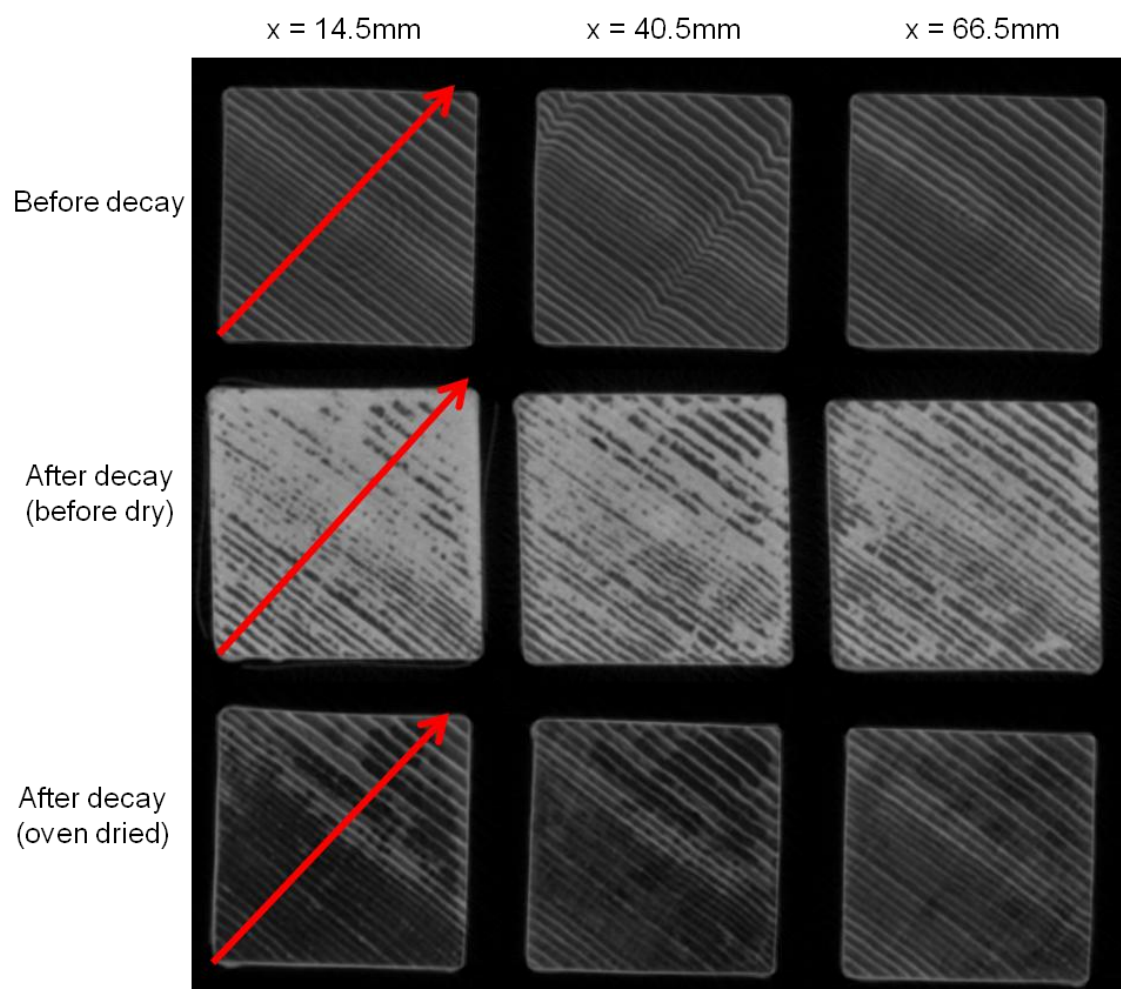 x = 14.5mm
x = 40.5mm
x = 66.5mm
Before decay
After decay
(before dry)
After decay
(oven dried)